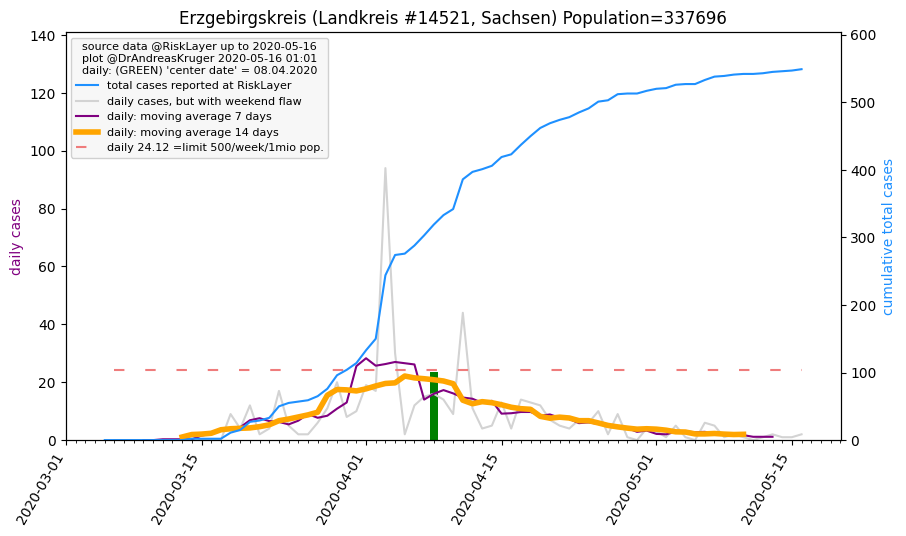 Erzgebirgskreis (Landkreis #14521, Sachsen) Population=337696
source data @RiskLayer up to 2020-05-16
plot @DrAndreasKruger 2020-05-16 01:01
daily: (GREEN) 'center date' = 08.04.2020
total cases reported at RiskLayer
daily cases, but with weekend flaw
daily: moving average 7 days
daily: moving average 14 days
daily 24.12 =limit 500/week/1mio pop.
daily cases
140
120
100
80
60
40
20
0
cumulative total cases
600
500
400
300
200
100
0
2020-03-01
2020-03-15
2020-04-01
2020-04-15
2020-05-01
2020-05-15